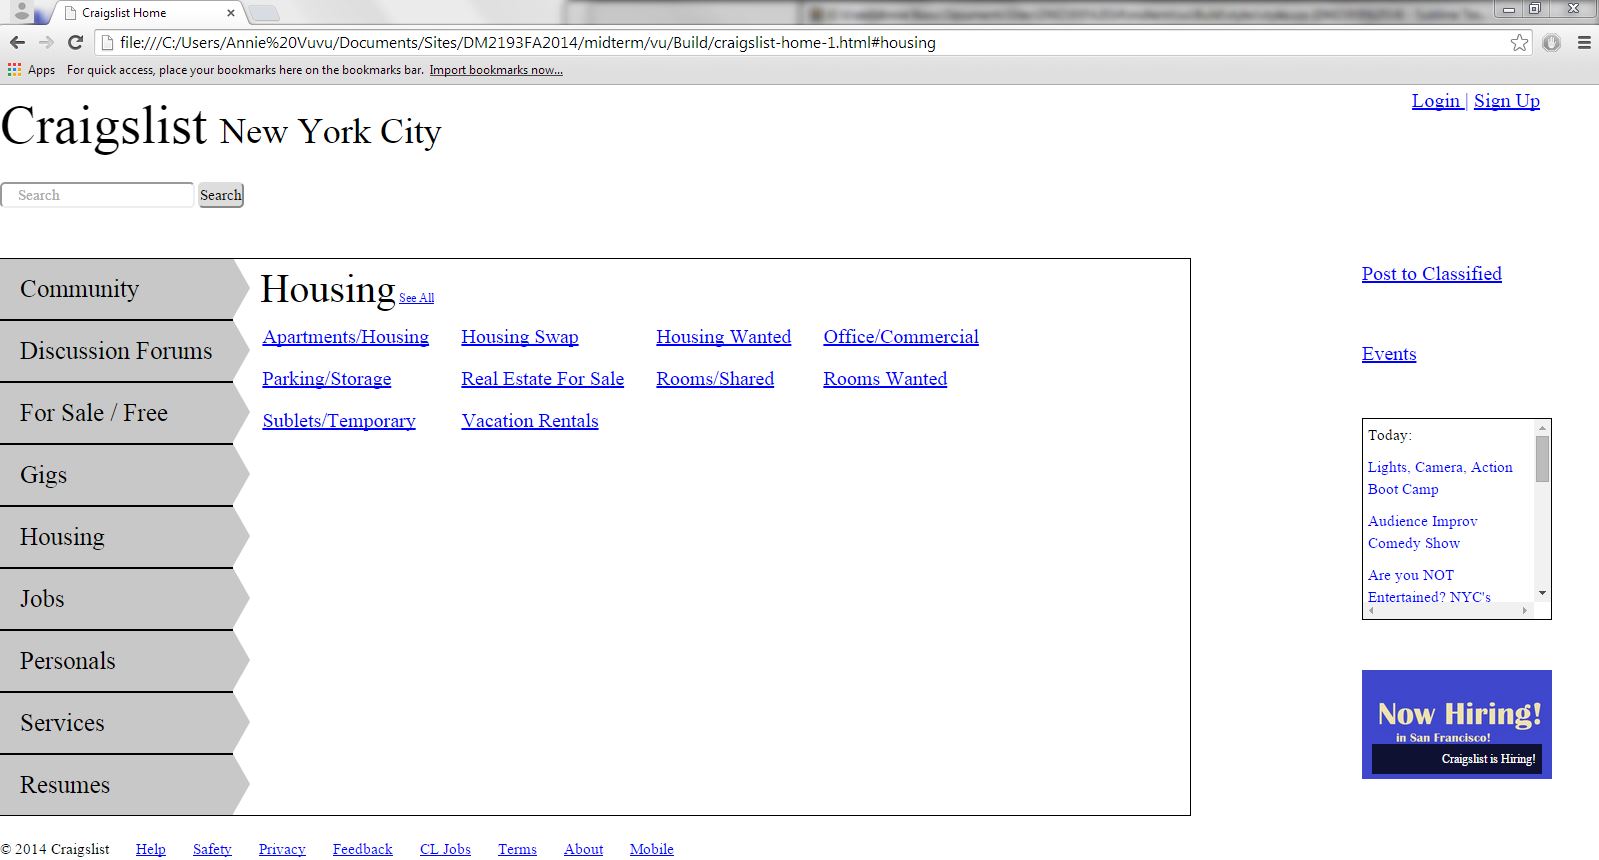 Craigslist Home
file:///C:/Users/Annie%20Vuvu/Documents/Sites/DM2193FA2014/midterm/vu/Build/craigslist-home-1.html#housing
Apps For quick access, place your bookmarks here on the bookmarks bar. Import bookmarks now...
Login | Sign Up
Craigslist New York City
Search Search
Community
Discussion Forums
For Sale / Free
Gigs
Housing
Jobs
Personals
Services
Resumes
Housing See All
Apartments/Housing Housing Swap Housing Wanted Office/Commercial
Parking/Storage Real Estate For Sale Rooms/Shared Rooms Wanted
Sublets/Temporary Vacation Rentals
Post to Classified
Events
Today:
Lights, Camera, Action
Boot Camp
Audience Improv
Comedy Show
Are you NOT
Entertained? NYC's
Now Hiring!
in San Francisco!
Craigslist is Hiring!
© 2014 Craigslist Help Safety Privacy Feedback CL Jobs Terms About Mobile